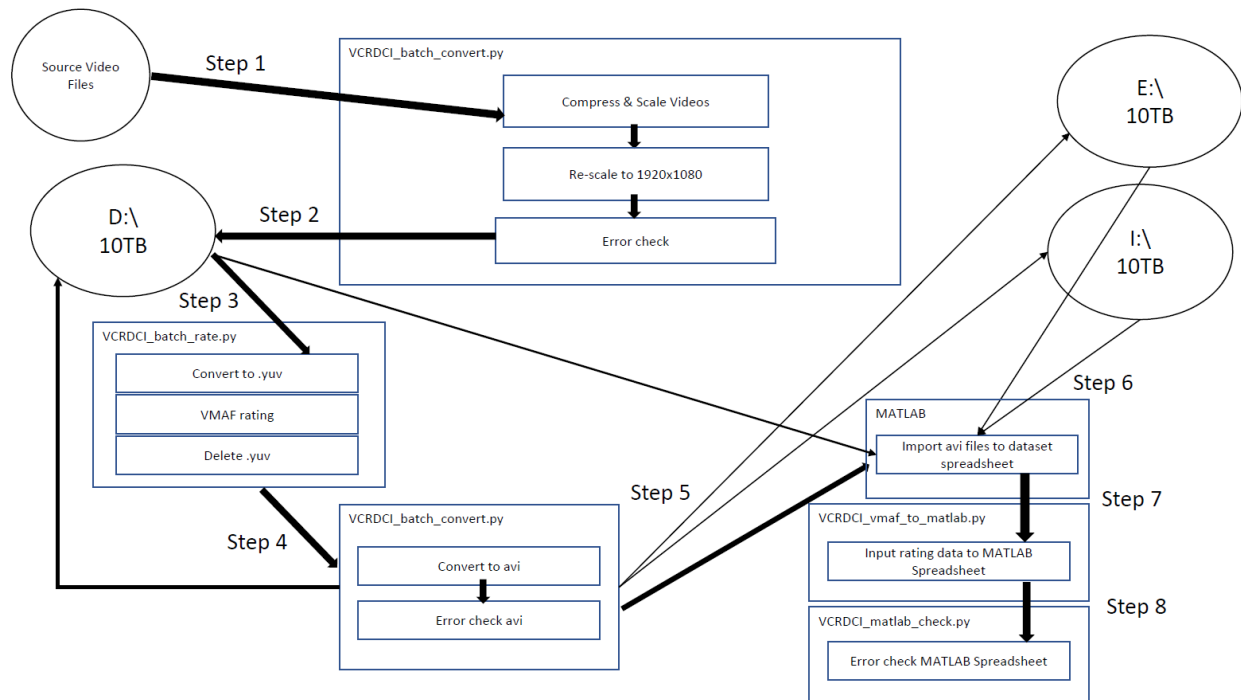 Source Video
Files
Step 1
VCRDCI_batch_convert.py
Compress & Scale Videos
Re-scale to 1920x1080
Error check
E:\
10TB
I:\
10TB
Step 2
D:\
10TB
Step 3
VCRDCI_batch_rate.py
Convert to .yuv
VMAF rating
Delete .yuv
Step 4
VCRDCI_batch_convert.py
Convert to avi
Error check avi
Step 5
Step 6
MATLAB
Import avi files to dataset
spreadsheet
Step 7
VCRDCI_vmaf_to_matlab.py
Input rating data to MATLAB
Spreadsheet
Step 8
VCRDCI_matlab_check.py
Error check MATLAB Spreadsheet